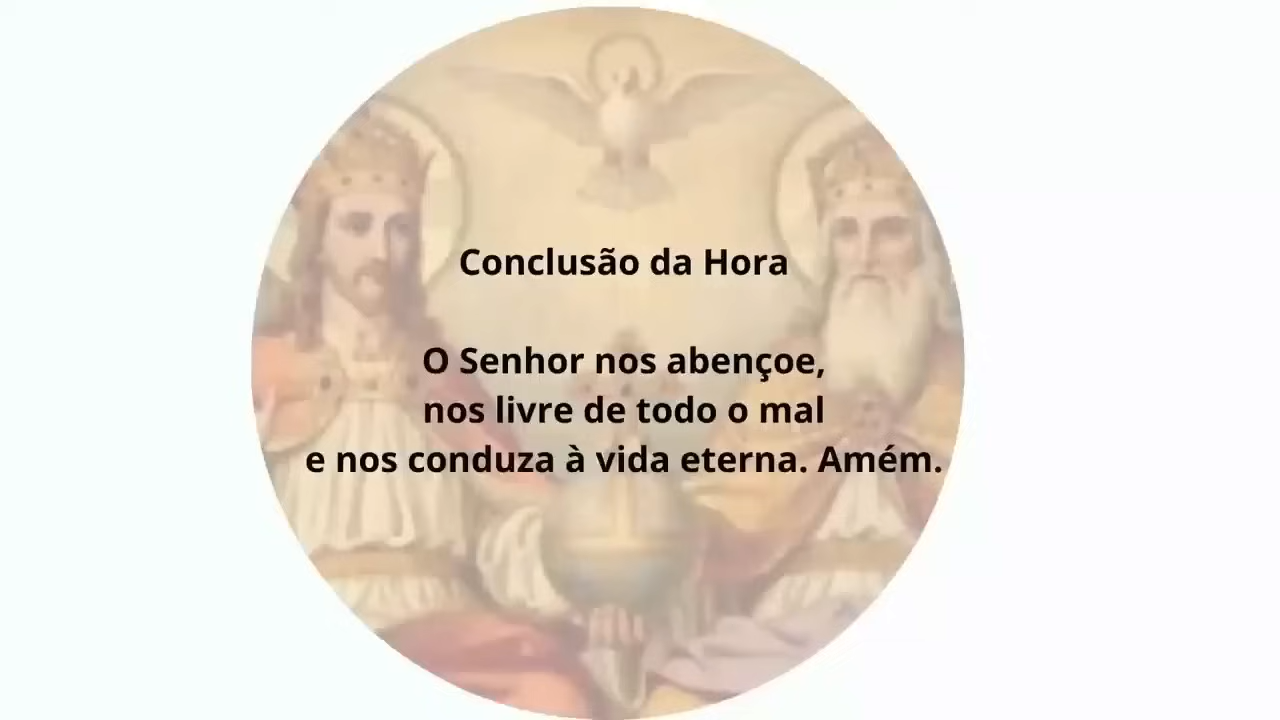 Conclusão da Hora
O Senhor nos abençoe,
nos livre de todo o mal
e nos conduza à vida eterna. Amém.